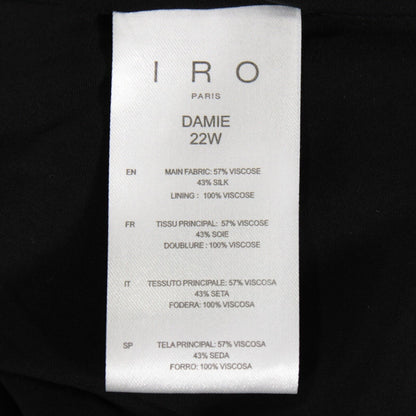 IRO
PARIS
DAMIE
22W
EN MAIN FABRIC: 57% VISCOSE
43% SILK
LINING : 100% VISCOSE
FR TISSU PRINCIPAL: 57% VISCOSE
43% SOIE
DOUBLURE : 100% VISCOSE
IT TESSUTO PRINCIPALE: 57% VISCOSA
43% SETA
FODERA: 100% VISCOSA
SP TELA PRINCIPAL: 57% VISCOSA
43% SEDA
FORRO: 100% VISCOSA